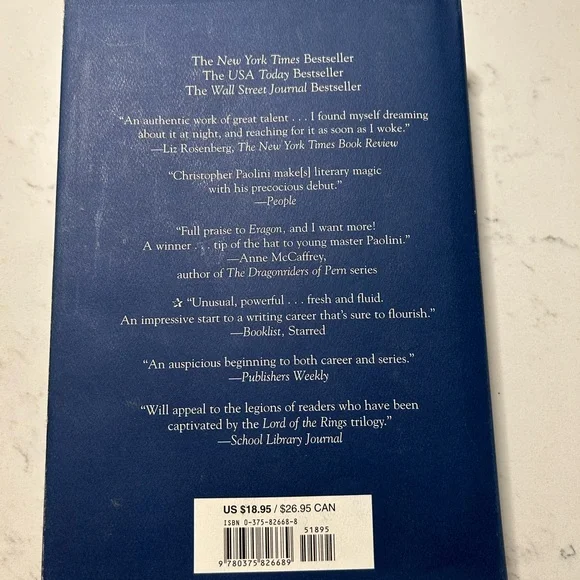 The New York Times Bestseller
The USA Today Bestseller
The Wall Street Journal Bestseller
“An authentic work of great talent . . . I found myself dreaming
about it at night, and reaching for it as soon as I woke.”
—Liz Rosenberg, The New York Times Book Review
“Christopher Paolini make[s] literary magic
with his precocious debut.”
—People
“Full praise to Eragon, and I want more!
A winner . . . tip of the hat to young master Paolini.”
—Anne McCaffrey,
author of The Dragonriders of Pern series
✰ “Unusual, powerful . . . fresh and fluid.
An impressive start to a writing career that’s sure to flourish.”
—Booklist, Starred
“An auspicious beginning to both career and series.”
—Publishers Weekly
“Will appeal to the legions of readers who have been
captivated by the Lord of the Rings trilogy.”
—School Library Journal
US $18.95 / $26.95 CAN
ISBN 0-375-82668-8
51895
9 780375 826689